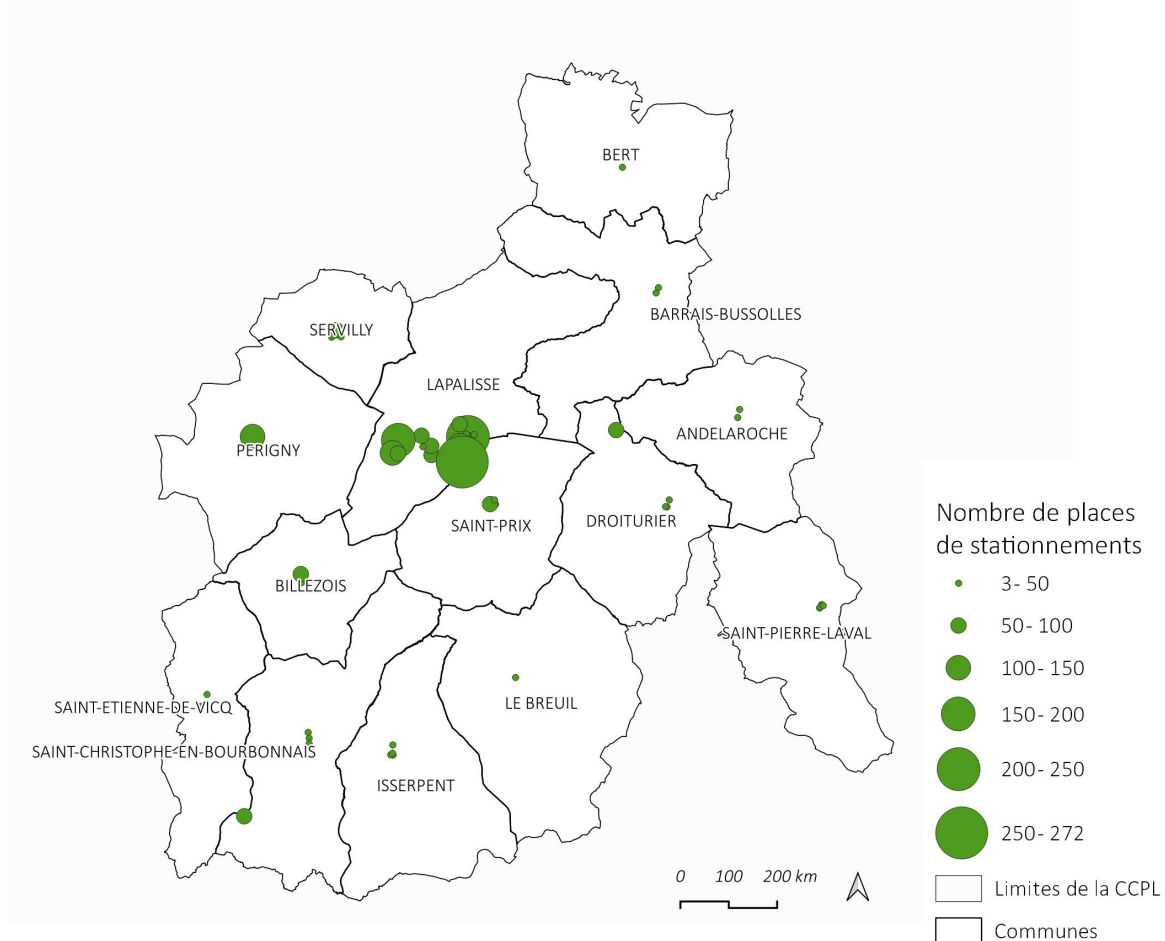 BERT
BARRAIS-BUSSOLLES
SERVILLY
LAPALISSE
ANDELAROCHE
PERIGNY
SAINT-PRIX
DROITURIER
BILLEZOIS
SAINT-PIERRE-LAVAL
SAINT-ETIENNE-DE-VICQ
LE BREUIL
SAINT-CHRISTOPHE-EN-BOURBONNAIS
ISSERPENT
Nombre de places
de stationnements
3 - 50
50 - 100
100 - 150
150 - 200
200 - 250
250 - 272
Limites de la CCPL
Communes
0 100 200 km